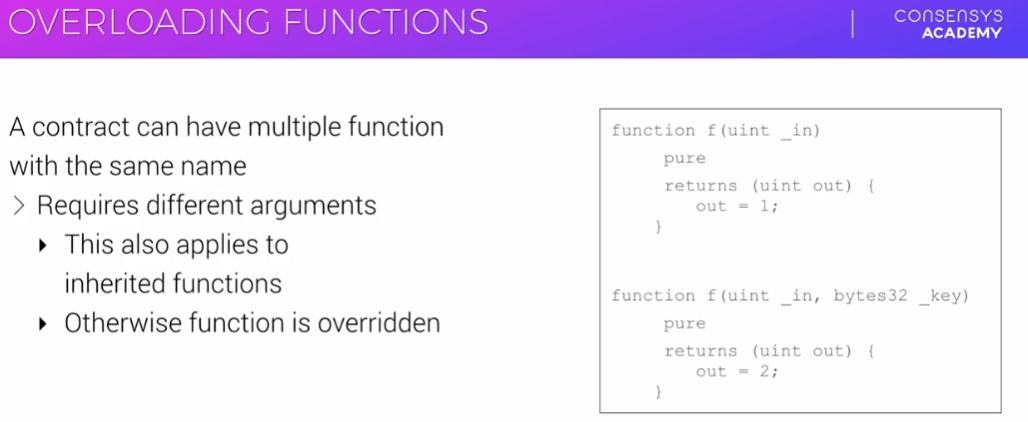 OVERLOADING FUNCTIONS
CONSENSYS
ACADEMY
A contract can have multiple function
with the same name
> Requires different arguments
‣ This also applies to
inherited functions
‣ Otherwise function is overridden
function f(uint _in)
pure
returns (uint out) {
out = 1;
}
function f(uint _in, bytes32 _key)
pure
returns (uint out) {
out = 2;
}